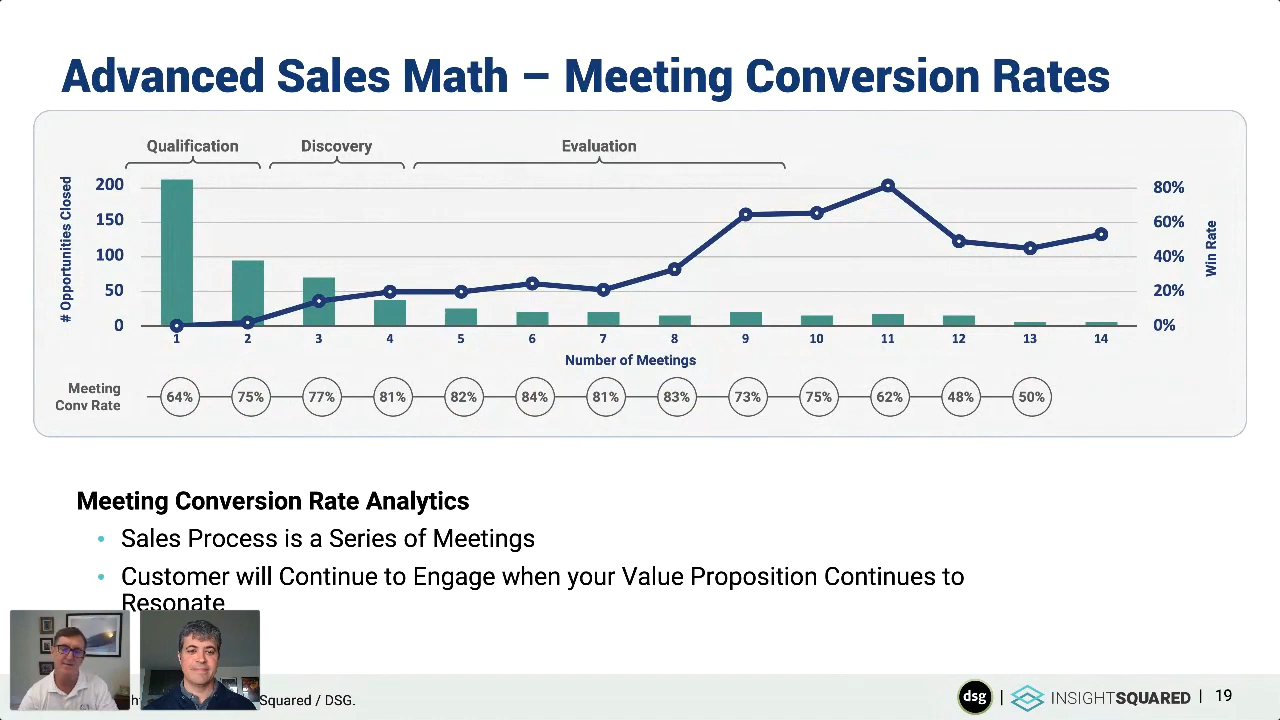 Advanced Sales Math – Meeting Conversion Rates
Qualification Discovery Evaluation
# Opportunities Closed
200
150
100
50
0
80%
60%
40%
20%
0%
Win Rate
1 2 3 4 5 6 7 8 9 10 11 12 13 14
Number of Meetings
Meeting
Conv Rate
64% 75% 77% 81% 82% 84% 81% 83% 73% 75% 62% 48% 50%
Meeting Conversion Rate Analytics
• Sales Process is a Series of Meetings
• Customer will Continue to Engage when your Value Proposition Continues to
Resonate
Squared / DSG.
dsg | INSIGHTSQUARED | 19